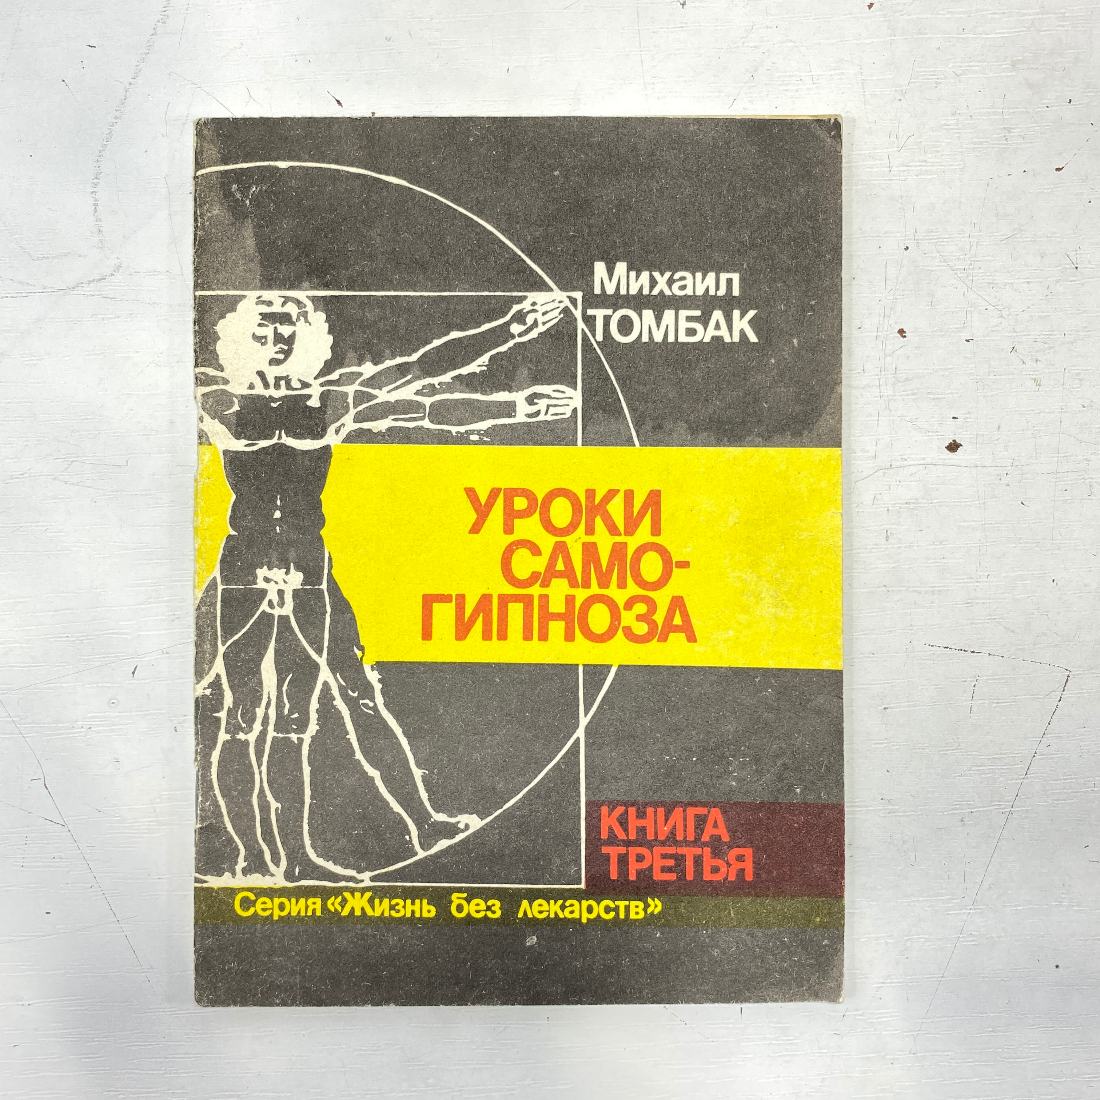 Михаил
ТОМБАК
УРОКИ
САМО-
ГИПНОЗА
КНИГА
ТРЕТЬЯ
Серия «Жизнь без лекарств»